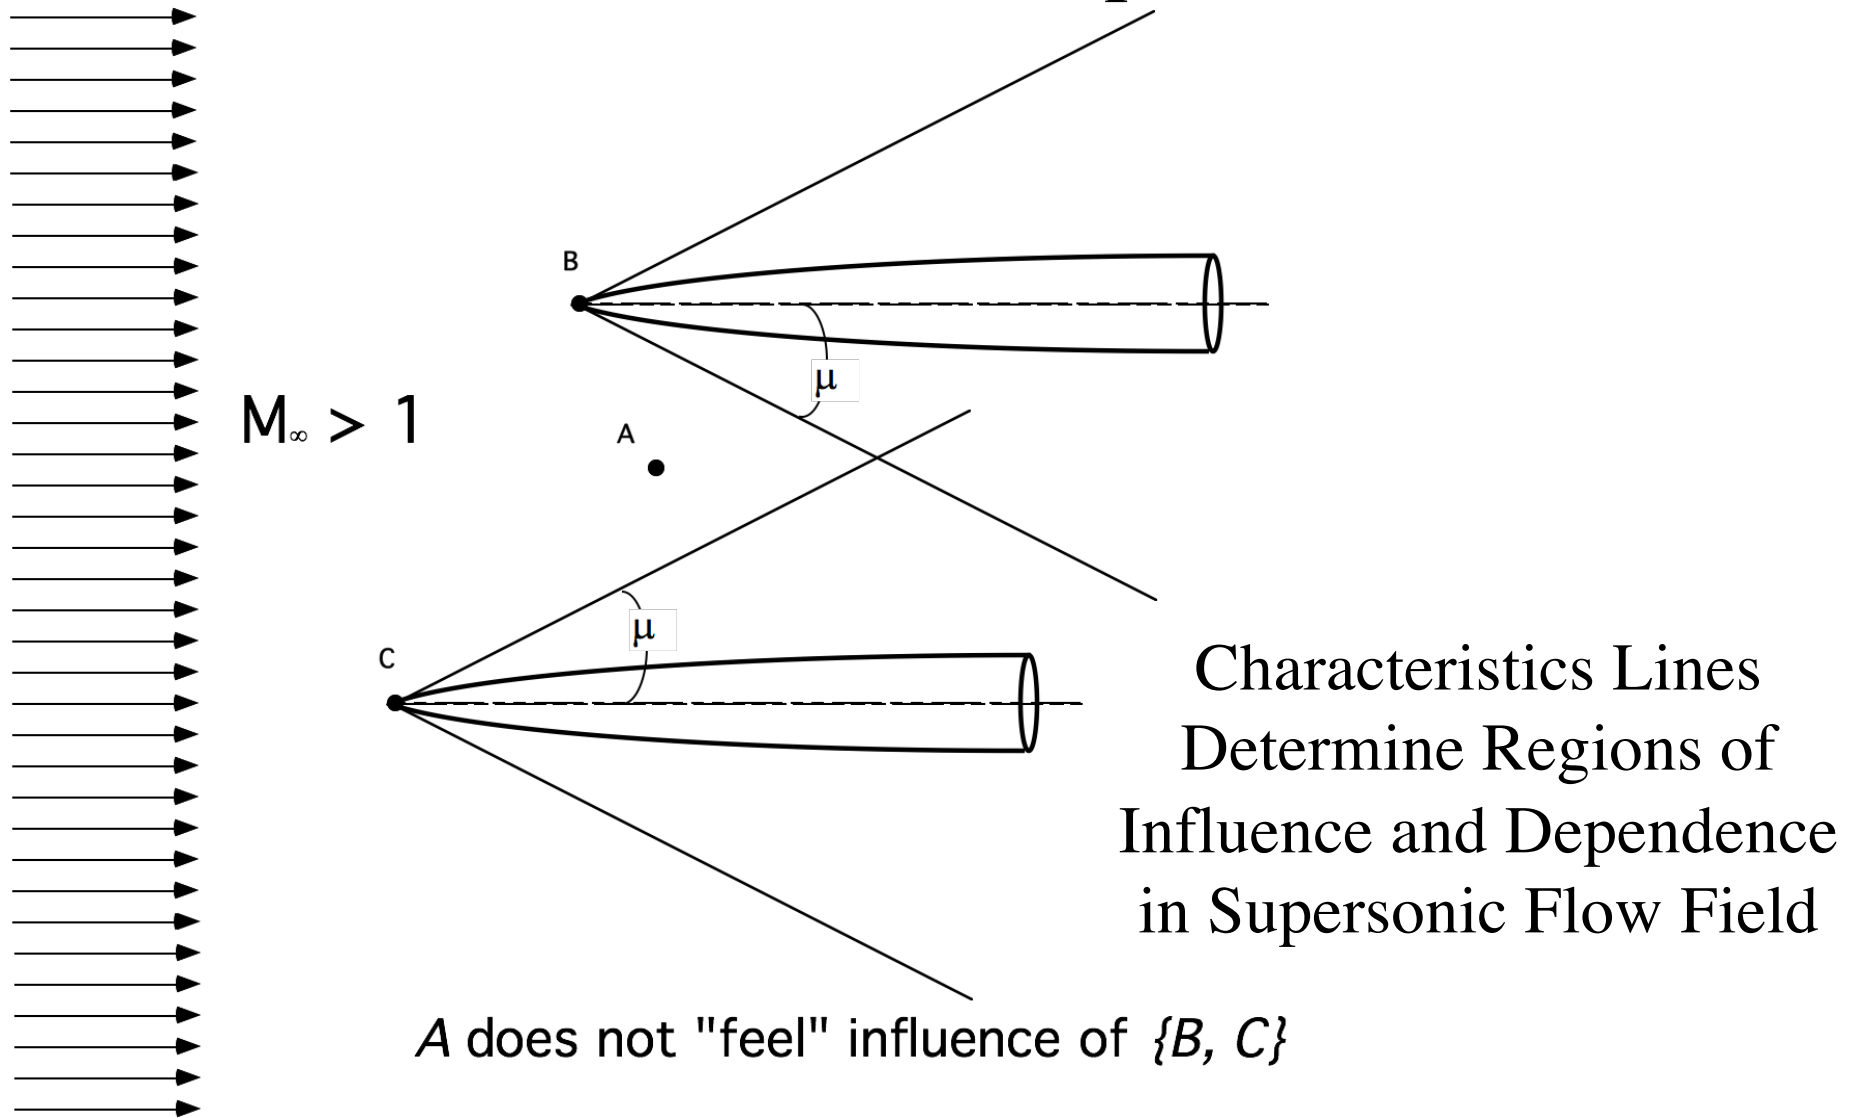 B
μ
M∞ > 1
A
μ
C
Characteristics Lines
Determine Regions of
Influence and Dependence
in Supersonic Flow Field
A does not "feel" influence of {B, C}